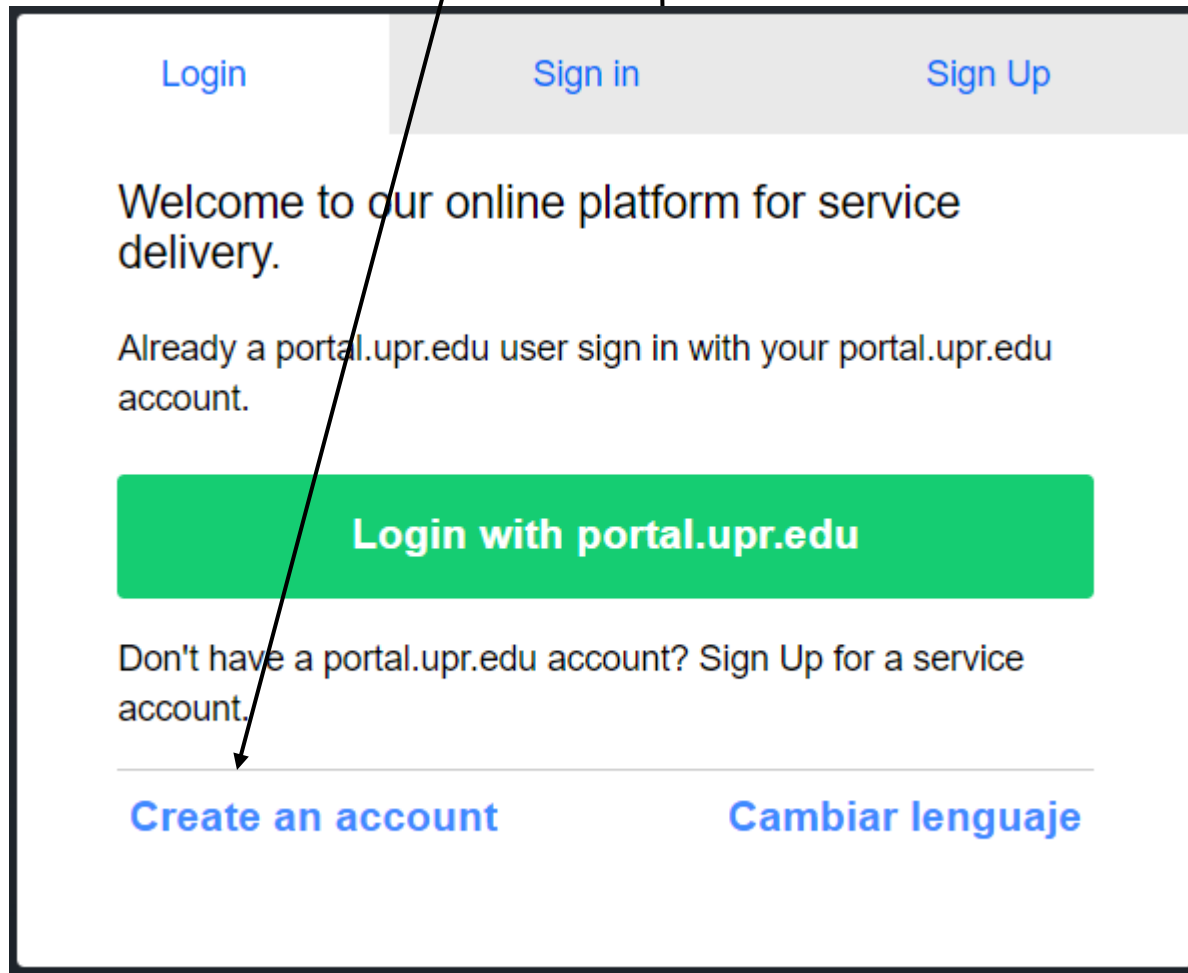 Login Sign in Sign Up
Welcome to our online platform for service
delivery.
Already a portal.upr.edu user sign in with your portal.upr.edu
account.
Login with portal.upr.edu
Don't have a portal.upr.edu account? Sign Up for a service
account.
Create an account Cambiar lenguaje